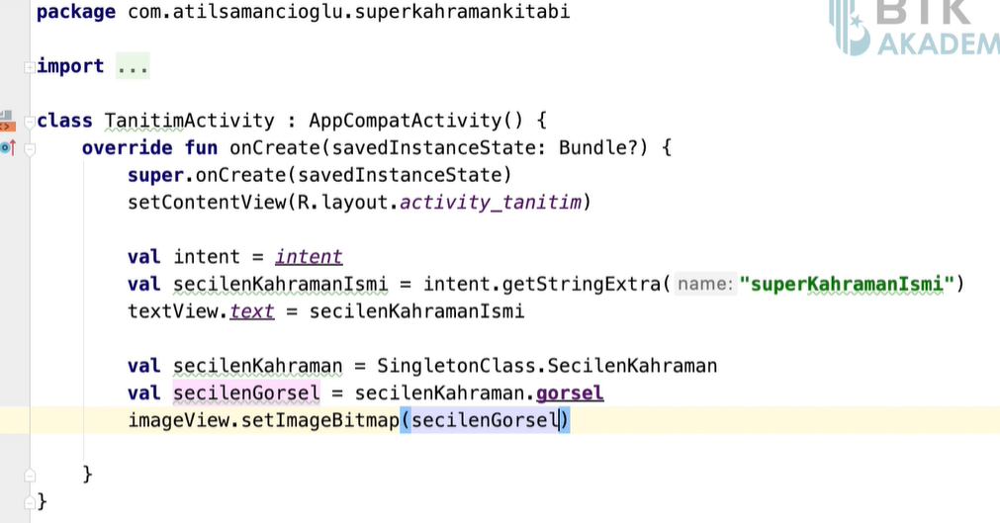 package com.atilsamancioglu.superkahramankitabi
BTK
AKADEM
import ...
class TanitimActivity : AppCompatActivity() {
override fun onCreate(savedInstanceState: Bundle?) {
super.onCreate(savedInstanceState)
setContentView(R.layout.activity_tanitim)
val intent = intent
val secilenKahramanIsmi = intent.getStringExtra( name: "superKahramanIsmi")
textView.text = secilenKahramanIsmi
val secilenKahraman = SingletonClass.SecilenKahraman
val secilenGorsel = secilenKahraman.gorsel
imageView.setImageBitmap(secilenGorsel)
}
}